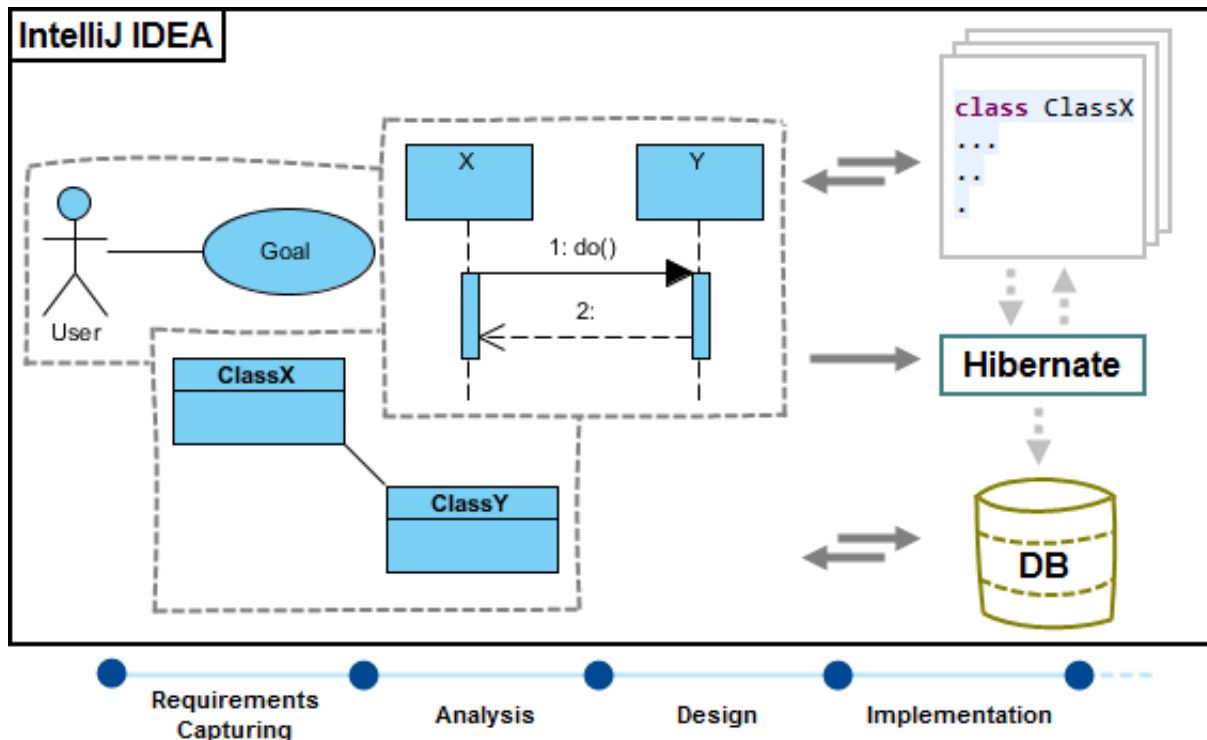 IntelliJ IDEA
User
Goal
X
Y
1: do()
2:
ClassX
ClassY
class ClassX
...
..
.
Hibernate
DB
Requirements
Capturing
Analysis
Design
Implementation